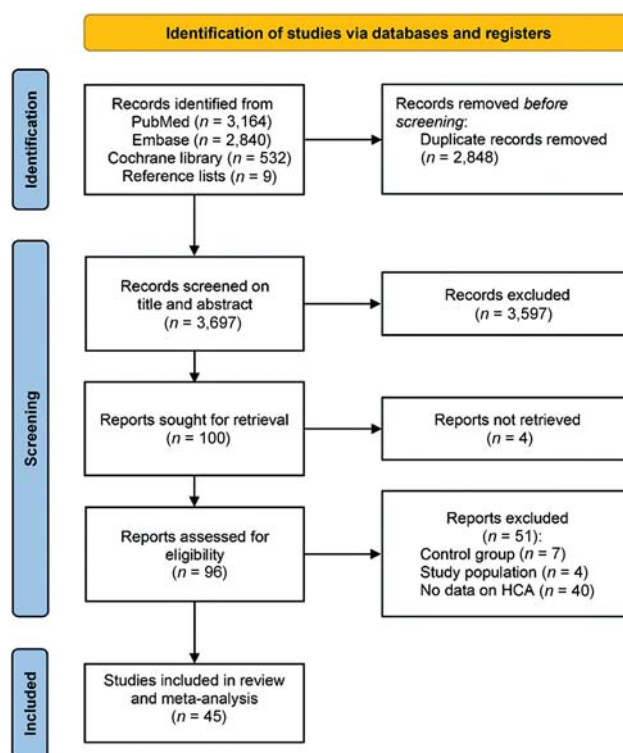 Identification of studies via databases and registers
Identification
Records identified from
PubMed (n = 3,164)
Embase (n = 2,840)
Cochrane library (n = 532)
Reference lists (n = 9)
Records removed before
screening:
Duplicate records removed
(n = 2,848)
Screening
Records screened on
title and abstract
(n = 3,697)
Records excluded
(n = 3,597)
Reports sought for retrieval
(n = 100)
Reports not retrieved
(n = 4)
Reports assessed for
eligibility
(n = 96)
Reports excluded
(n = 51):
Control group (n = 7)
Study population (n = 4)
No data on HCA (n = 40)
Included
Studies included in review
and meta-analysis
(n = 45)